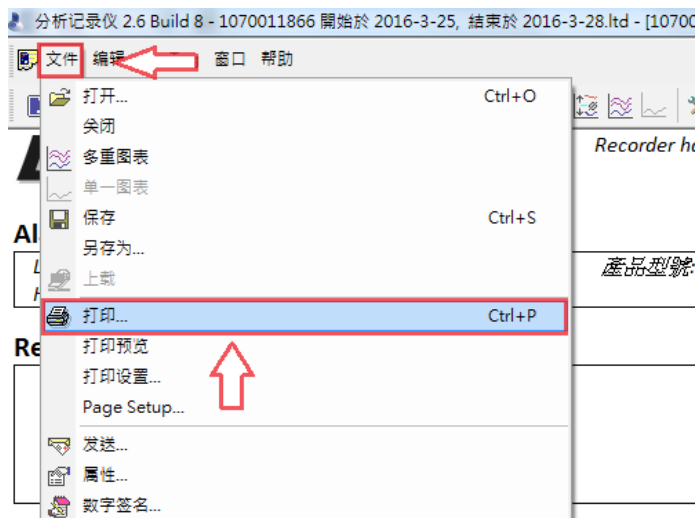 分析记录仪 2.6 Build 8 - 1070011866 開始於 2016-3-25, 結束於 2016-3-28.ltd - [10700
文件 编辑 窗口 帮助
打开... Ctrl+O
关闭
多重图表
Recorder ha
单一图表
保存 Ctrl+S
Al
另存为...
上载
產品型號:
打印... Ctrl+P
Re
打印预览
打印设置...
Page Setup...
发送...
属性...
数字签名...